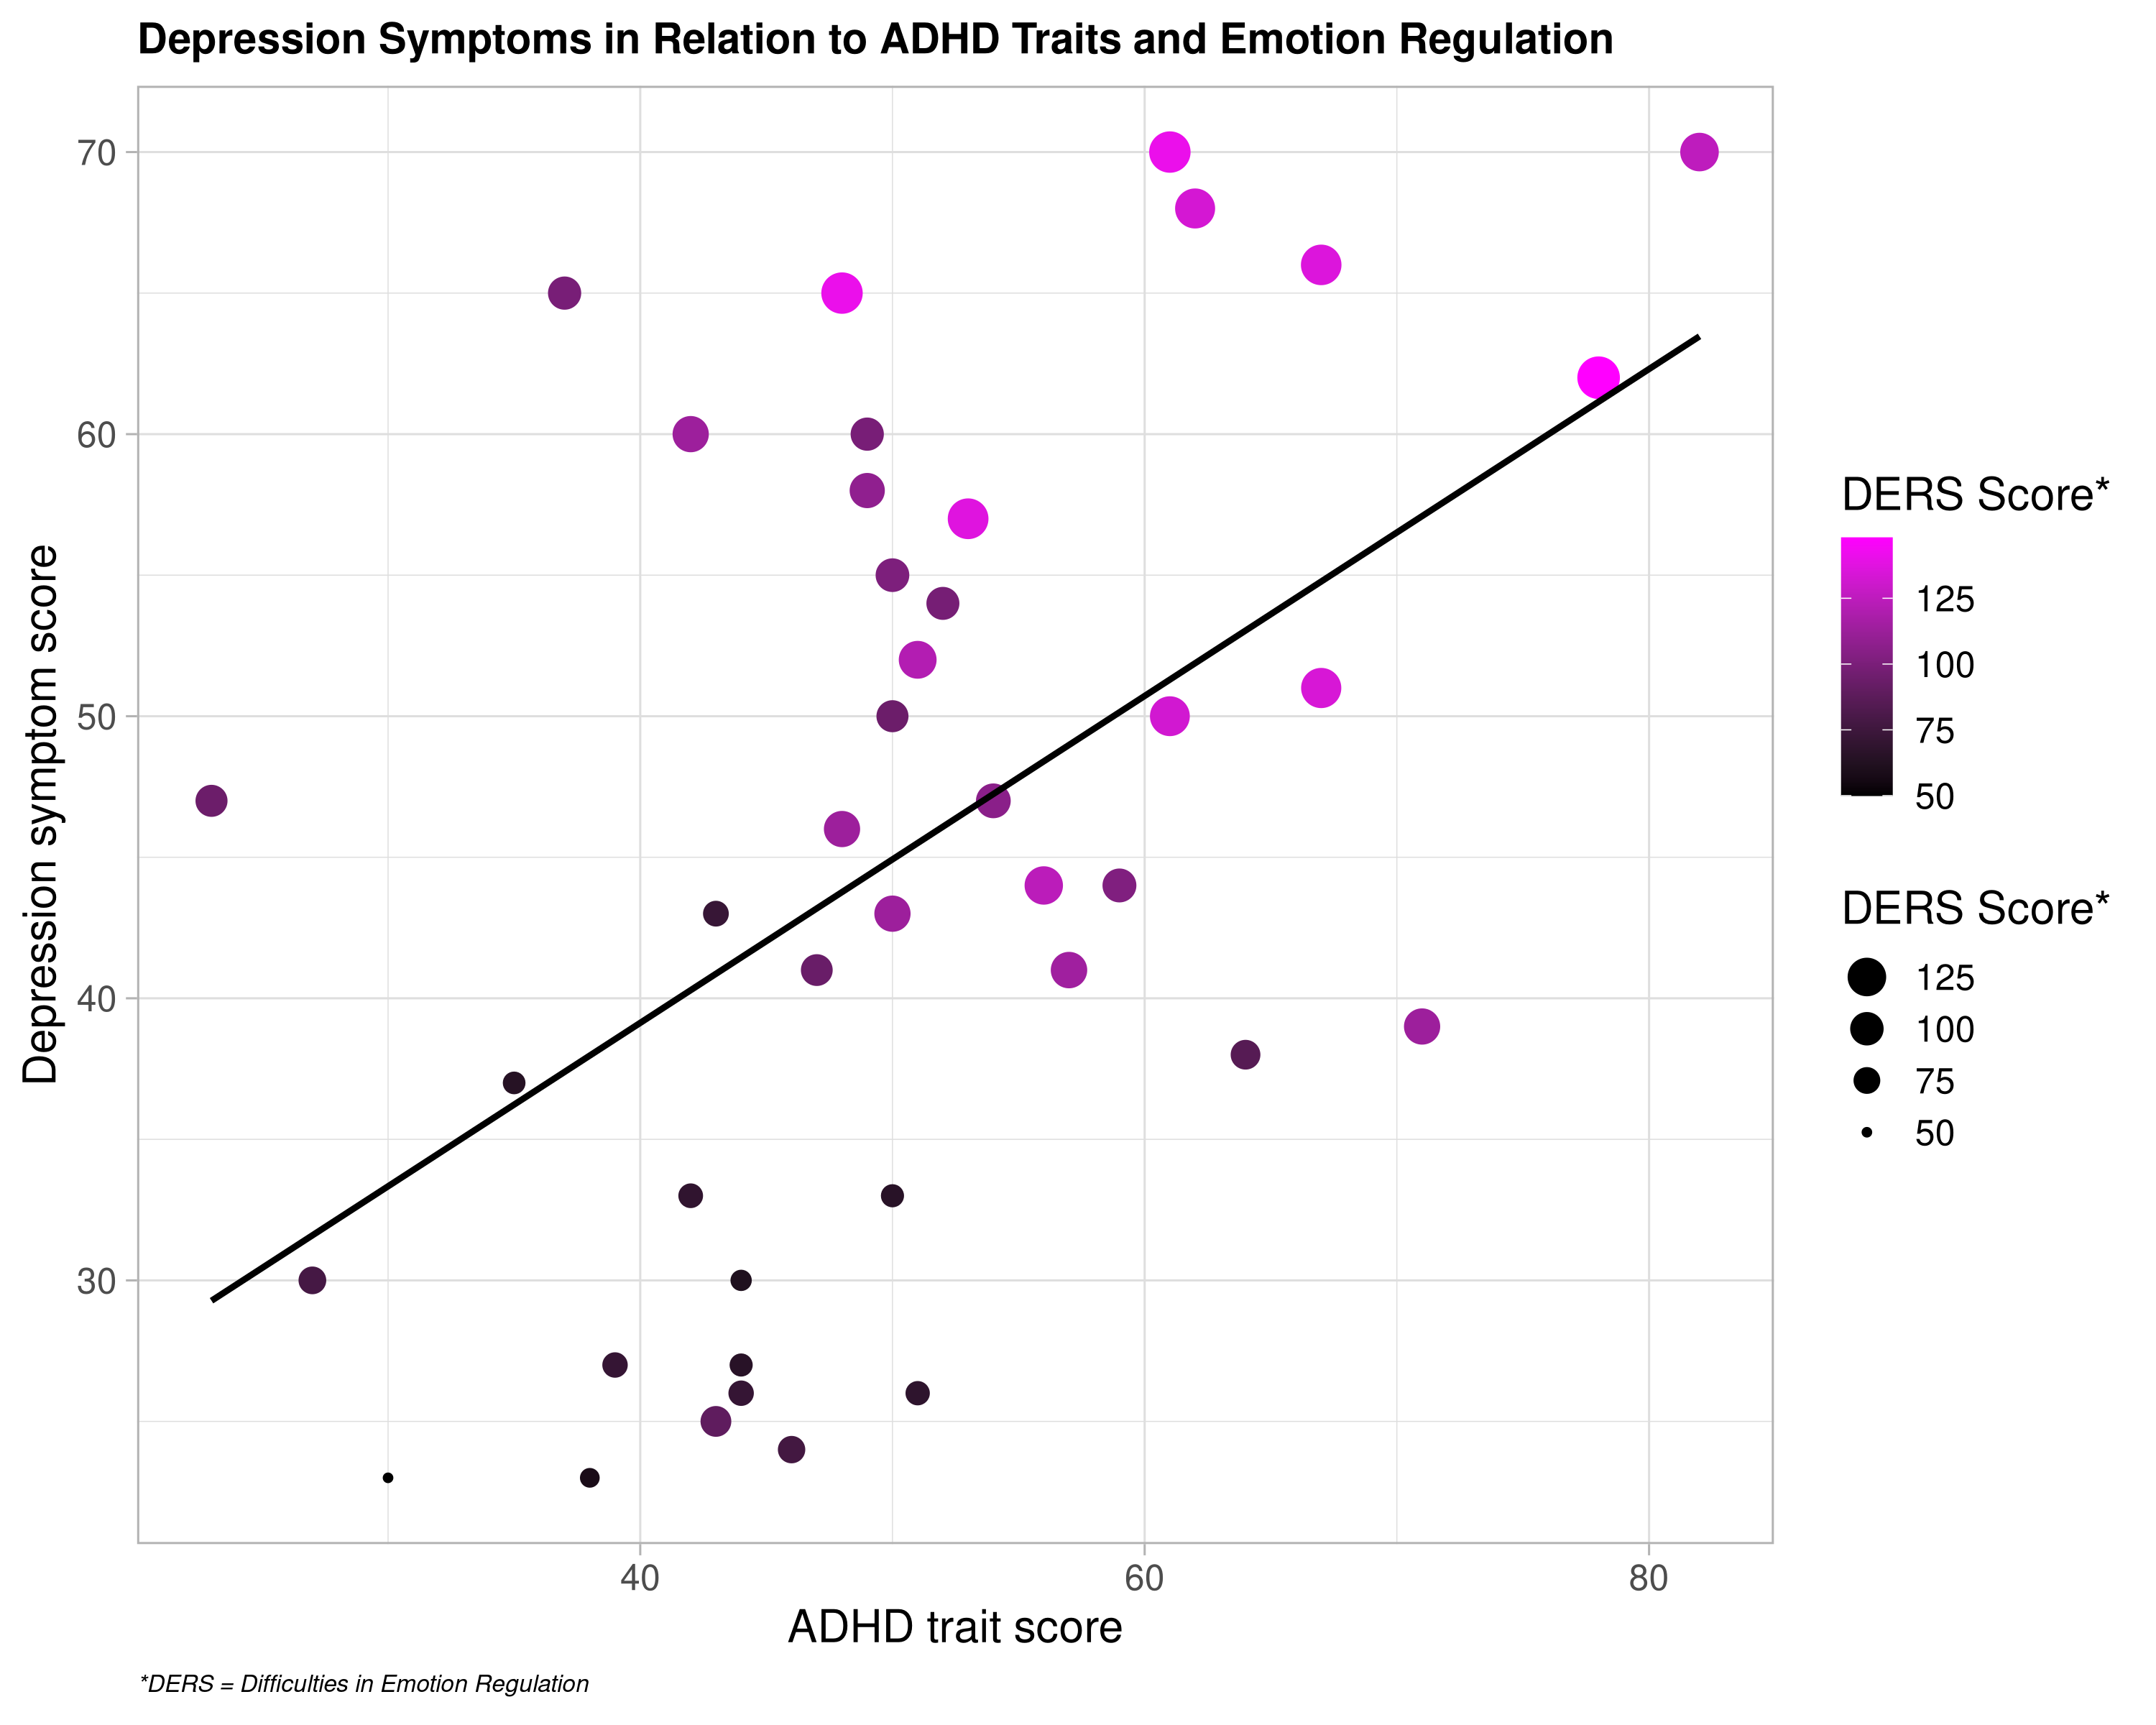 Depression Symptoms in Relation to ADHD Traits and Emotion Regulation
70
60
50
40
30
Depression symptom score
40 60 80
ADHD trait score
DERS Score*
125
100
75
50
DERS Score*
125
100
75
50
*DERS = Difficulties in Emotion Regulation